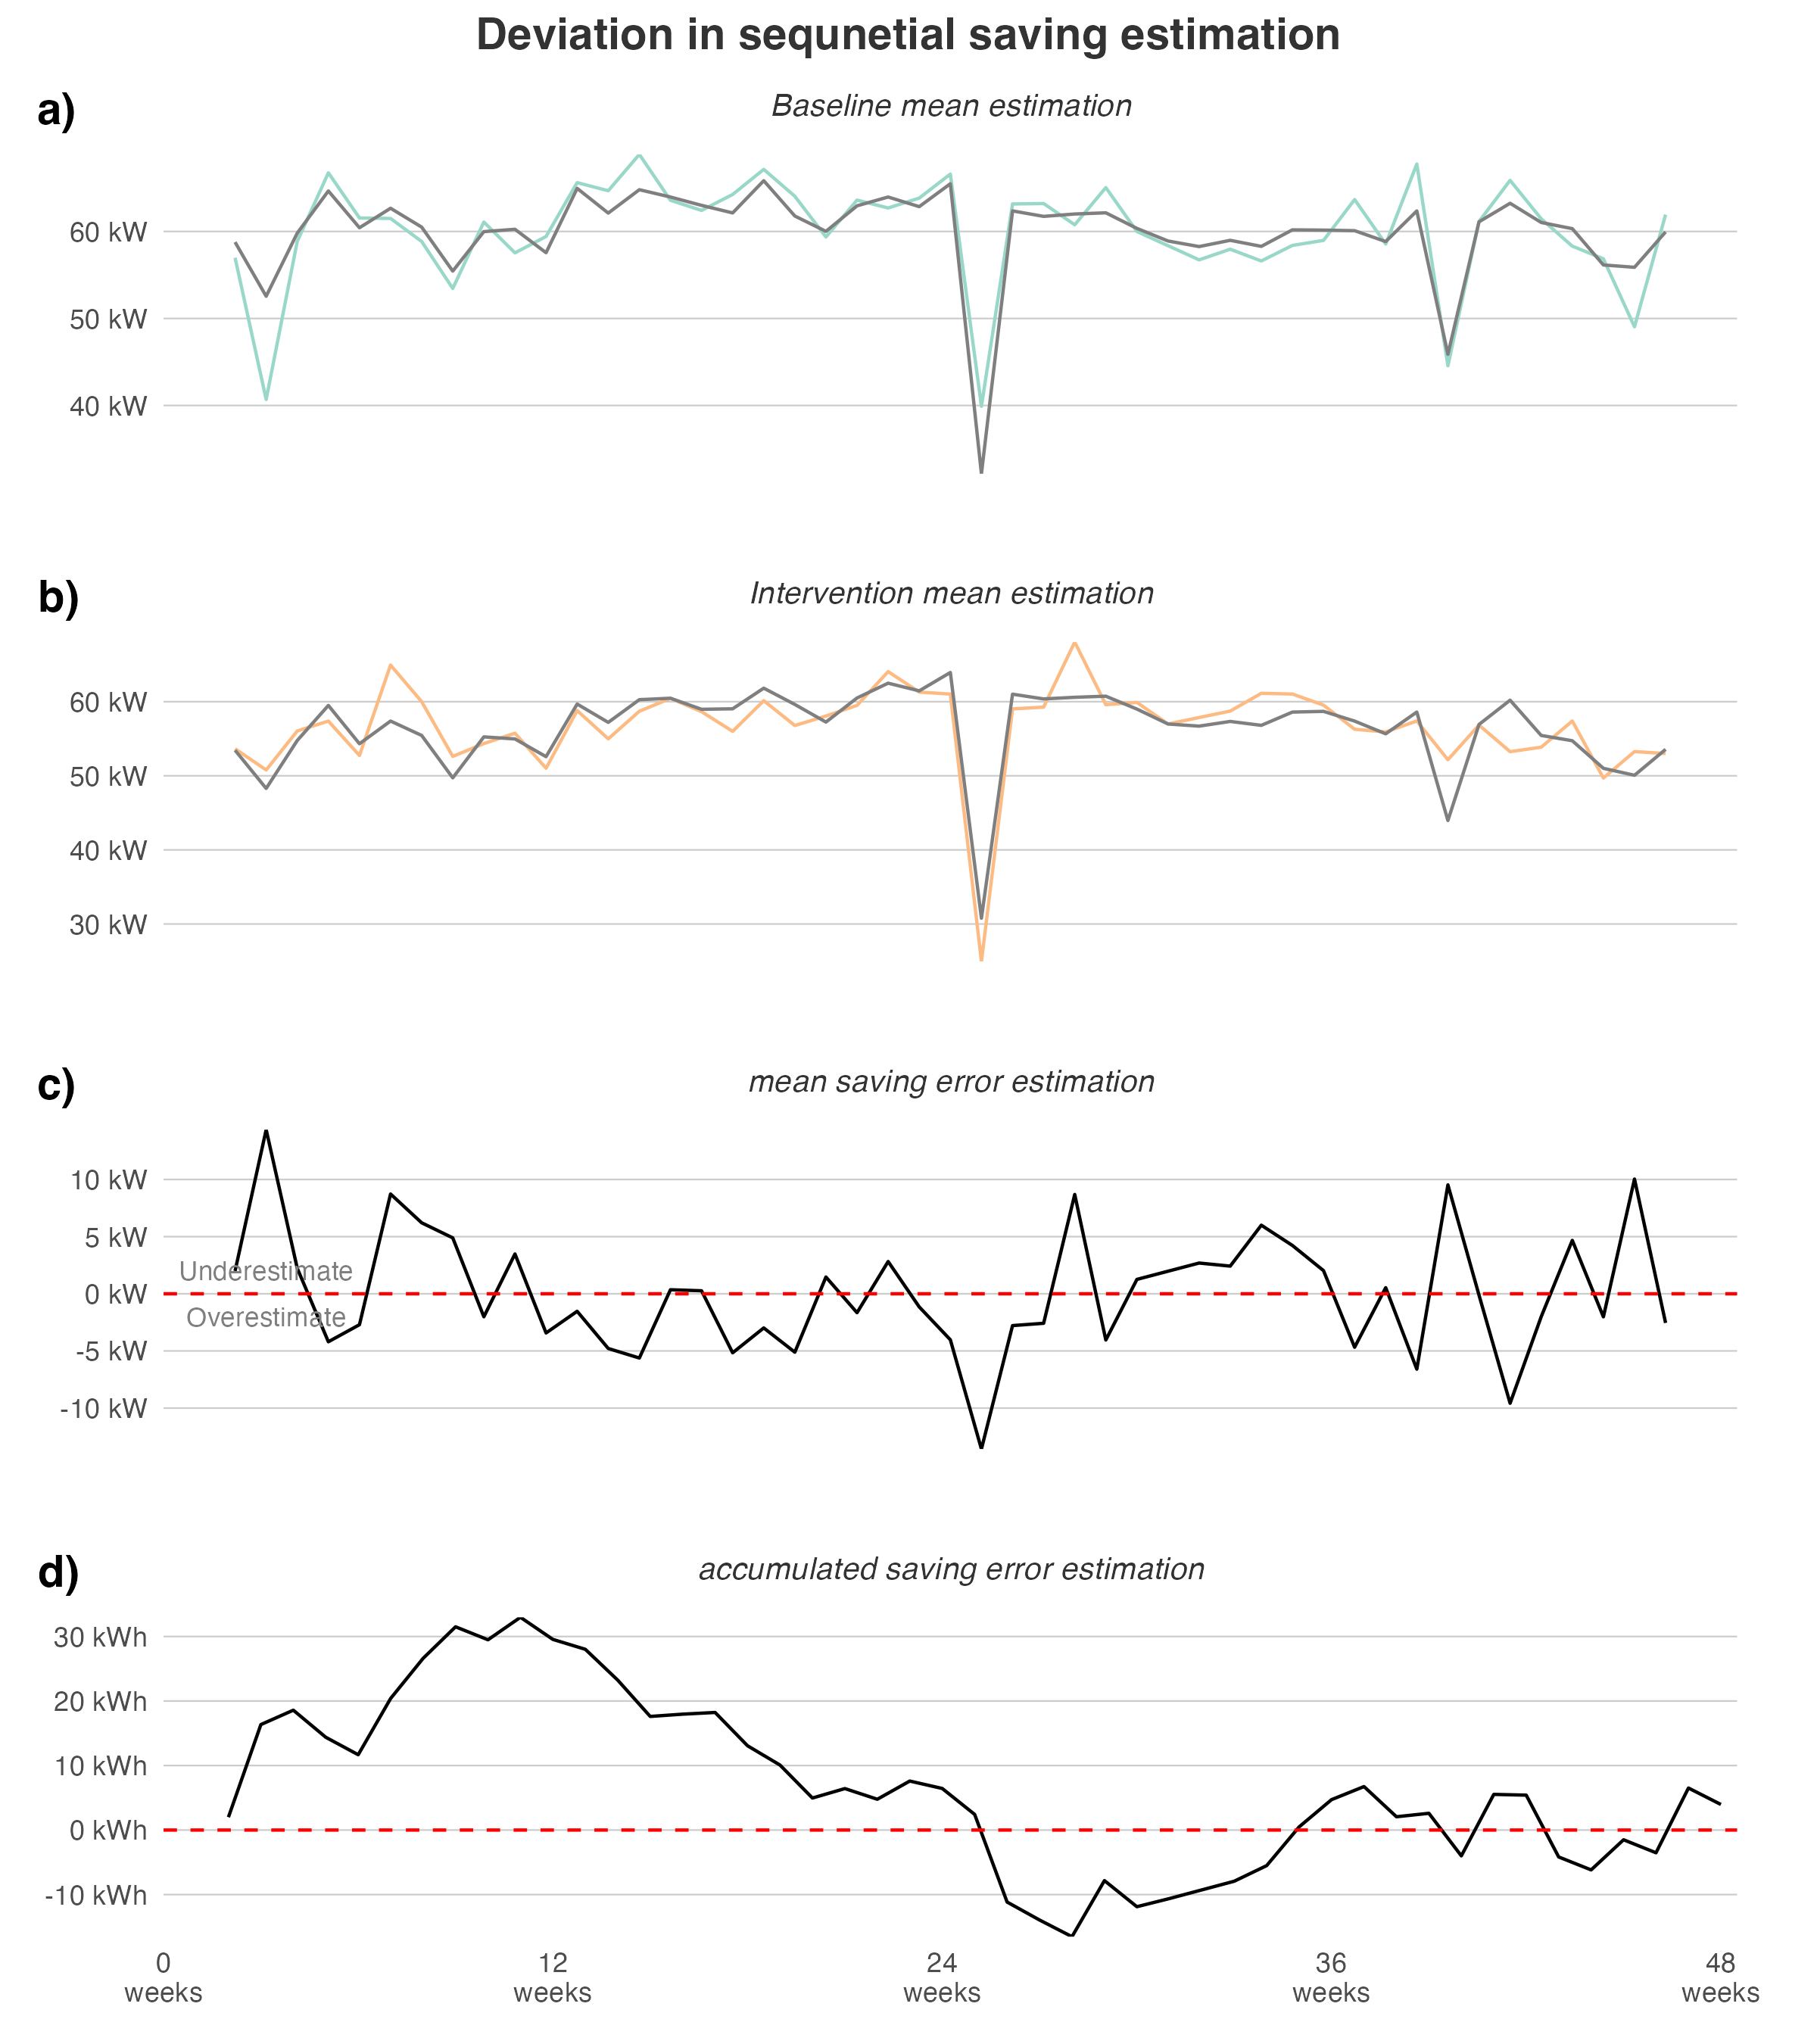 Deviation in sequnetial saving estimation
a)
Baseline mean estimation
60 kW
50 kW
40 kW
b)
Intervention mean estimation
60 kW
50 kW
40 kW
30 kW
c)
mean saving error estimation
10 kW
5 kW
Underestimate
0 kW
Overestimate
-5 kW
-10 kW
d)
accumulated saving error estimation
30 kWh
20 kWh
10 kWh
0 kWh
-10 kWh
0 12 24 36 48
weeks weeks weeks weeks weeks